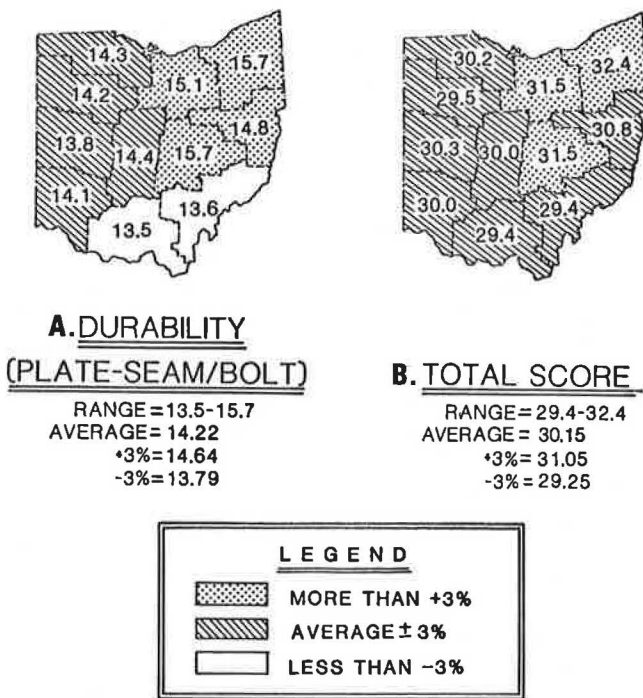 14.3
15.1
15.7
14.2
13.8
14.4
15.7
14.8
14.1
13.5
13.6
30.2
31.5
32.4
29.5
30.3
30.0
31.5
30.8
30.0
29.4
29.4
A. DURABILITY
(PLATE-SEAM/BOLT)
RANGE = 13.5-15.7
AVERAGE = 14.22
+3% = 14.64
-3% = 13.79
B. TOTAL SCORE
RANGE = 29.4-32.4
AVERAGE = 30.15
+3% = 31.05
-3% = 29.25
LEGEND
MORE THAN +3%
AVERAGE ± 3%
LESS THAN -3%